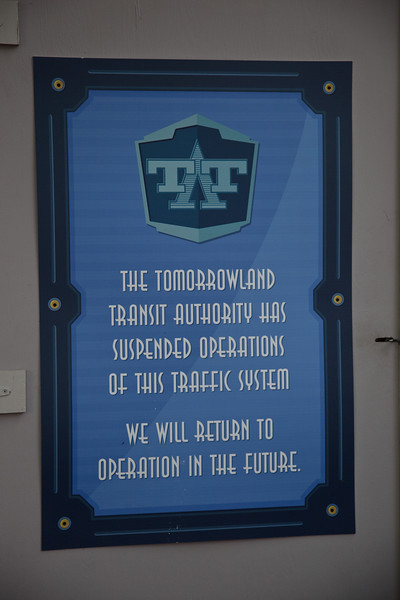 TTA
THE TOMORROWLAND
TRANSIT AUTHORITY HAS
SUSPENDED OPERATIONS
OF THIS TRAFFIC SYSTEM
WE WILL RETURN TO
OPERATION IN THE FUTURE.